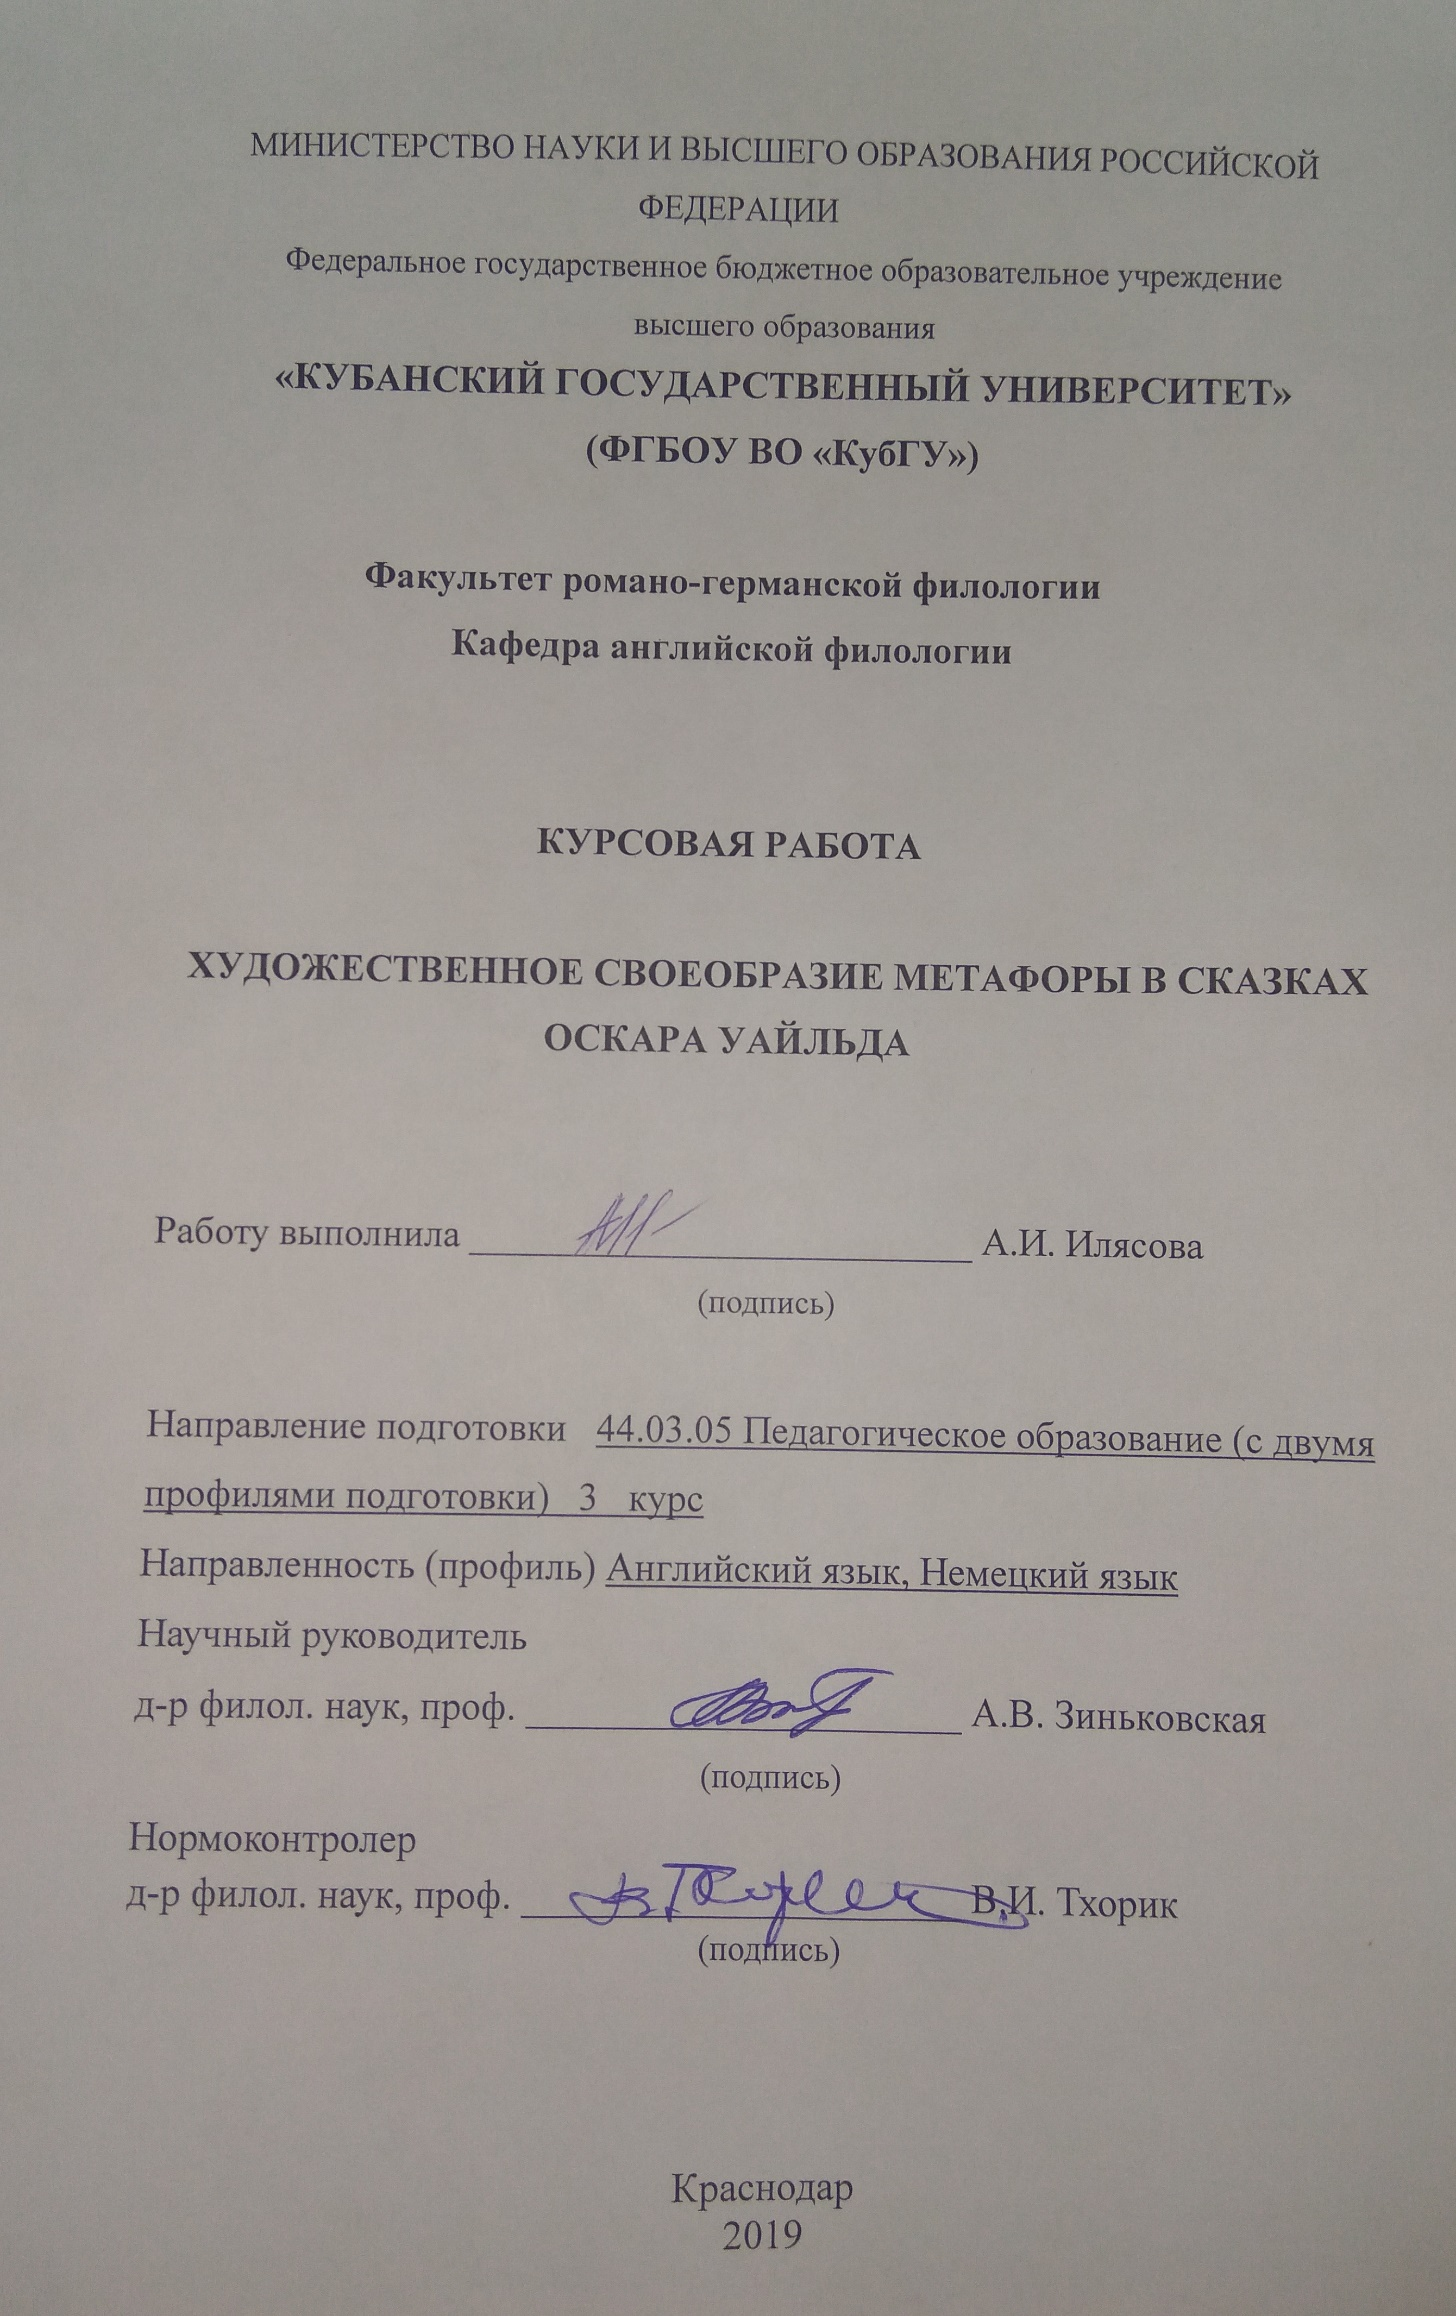 МИНИСТЕРСТВО НАУКИ И ВЫСШЕГО ОБРАЗОВАНИЯ РОССИЙСКОЙ
ФЕДЕРАЦИИ
Федеральное государственное бюджетное образовательное учреждение
высшего образования
«КУБАНСКИЙ ГОСУДАРСТВЕННЫЙ УНИВЕРСИТЕТ»
(ФГБОУ ВО «КубГУ»)
Факультет романо-германской филологии
Кафедра английской филологии
КУРСОВАЯ РАБОТА
ХУДОЖЕСТВЕННОЕ СВОЕОБРАЗИЕ МЕТАФОРЫ В СКАЗКАХ
ОСКАРА УАЙЛЬДА
Работу выполнила А.И. Илясова
(подпись)
Направление подготовки 44.03.05 Педагогическое образование (с двумя
профилями подготовки) 3 курс
Направленность (профиль) Английский язык, Немецкий язык
Научный руководитель
д-р филол. наук, проф. А.В. Зиньковская
(подпись)
Нормоконтролер
д-р филол. наук, проф. В.И. Тхорик
(подпись)
Краснодар
2019